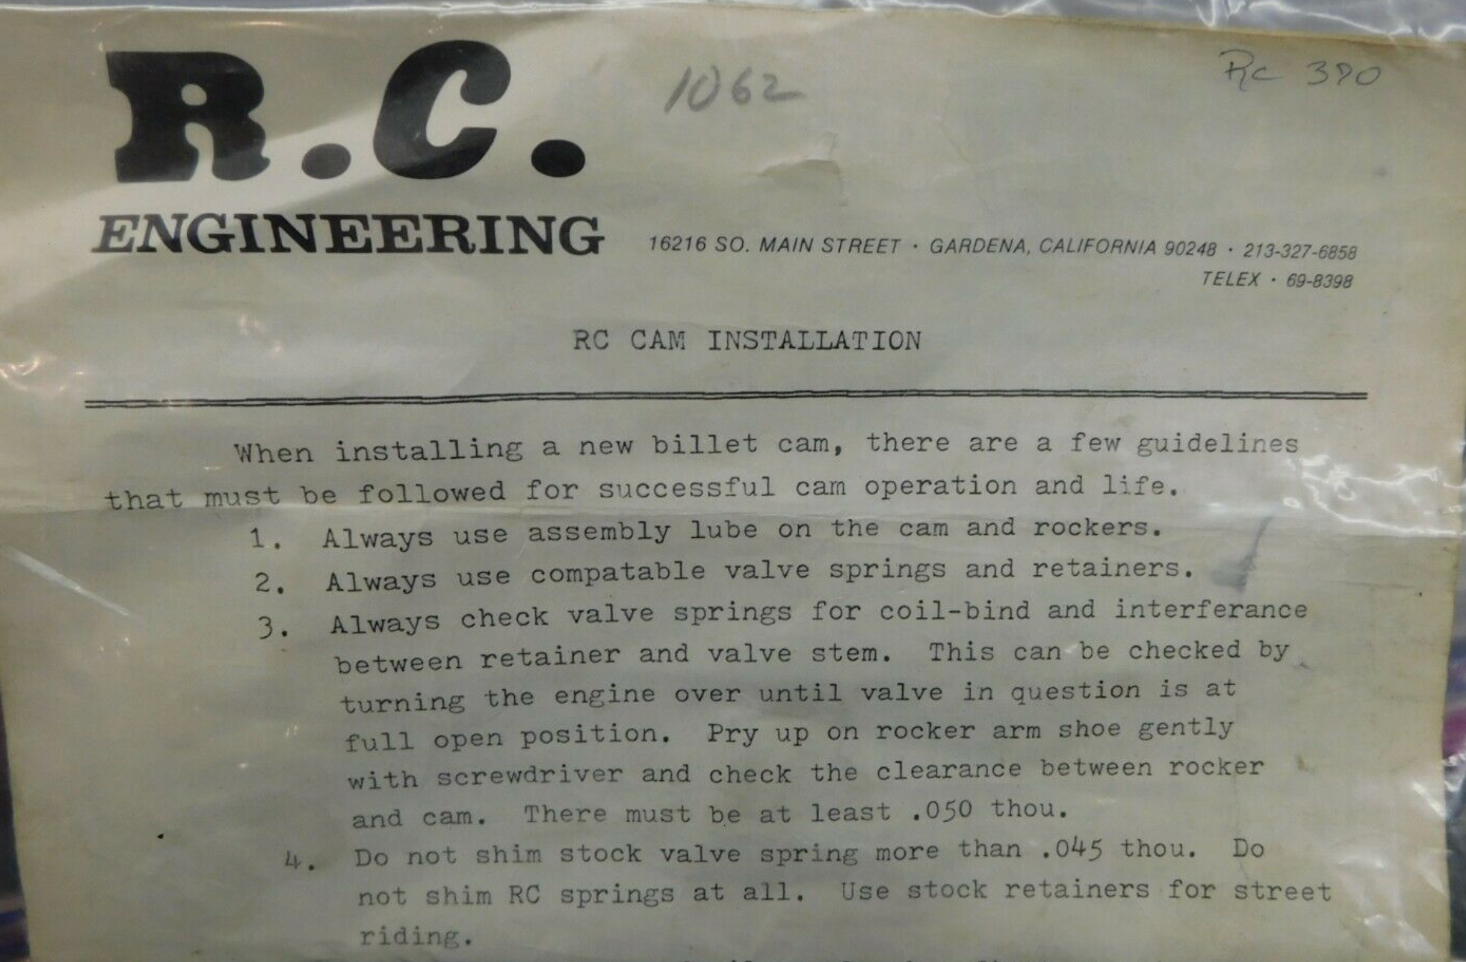 R.C.
1062
Rc 390
ENGINEERING
16216 SO. MAIN STREET · GARDENA, CALIFORNIA 90248 · 213-327-6858
TELEX · 69-8398
RC CAM INSTALLATION
When installing a new billet cam, there are a few guidelines
that must be followed for successful cam operation and life.
1. Always use assembly lube on the cam and rockers.
2. Always use compatable valve springs and retainers.
3. Always check valve springs for coil-bind and interferance
between retainer and valve stem. This can be checked by
turning the engine over until valve in question is at
full open position. Pry up on rocker arm shoe gently
with screwdriver and check the clearance between rocker
and cam. There must be at least .050 thou.
4. Do not shim stock valve spring more than .045 thou. Do
not shim RC springs at all. Use stock retainers for street
riding.